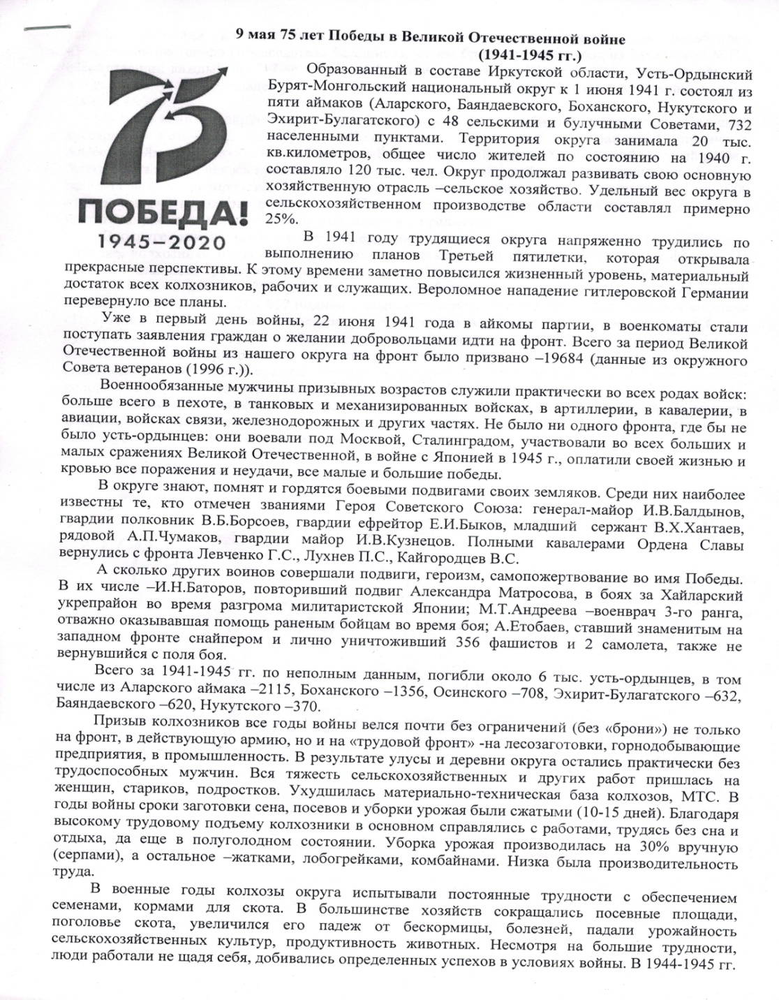 9 мая 75 лет Победы в Великой Отечественной войне
(1941-1945 гг.)
75
ПОБЕДА!
1945–2020
Образованный в составе Иркутской области, Усть-Ордынский
Бурят-Монгольский национальный округ к 1 июня 1941 г. состоял из
пяти аймаков (Аларского, Баяндаевского, Боханского, Нукутского и
Эхирит-Булагатского) с 48 сельскими и булучными Советами, 732
населенными пунктами. Территория округа занимала 20 тыс.
кв.километров, общее число жителей по состоянию на 1940 г.
составляло 120 тыс. чел. Округ продолжал развивать свою основную
хозяйственную отрасль –сельское хозяйство. Удельный вес округа в
сельскохозяйственном производстве области составлял примерно
25%.
В 1941 году трудящиеся округа напряженно трудились по
выполнению планов Третьей пятилетки, которая открывала
прекрасные перспективы. К этому времени заметно повысился жизненный уровень, материальный
достаток всех колхозников, рабочих и служащих. Вероломное нападение гитлеровской Германии
перевернуло все планы.
Уже в первый день войны, 22 июня 1941 года в айкомы партии, в военкоматы стали
поступать заявления граждан о желании добровольцами идти на фронт. Всего за период Великой
Отечественной войны из нашего округа на фронт было призвано –19684 (данные из окружного
Совета ветеранов (1996 г.)).
Военнообязанные мужчины призывных возрастов служили практически во всех родах войск:
больше всего в пехоте, в танковых и механизированных войсках, в артиллерии, в кавалерии, в
авиации, войсках связи, железнодорожных и других частях. Не было ни одного фронта, где бы не
было усть-ордынцев: они воевали под Москвой, Сталинградом, участвовали во всех больших и
малых сражениях Великой Отечественной, в войне с Японией в 1945 г., оплатили своей жизнью и
кровью все поражения и неудачи, все малые и большие победы.
В округе знают, помнят и гордятся боевыми подвигами своих земляков. Среди них наиболее
известны те, кто отмечен званиями Героя Советского Союза: генерал-майор И.В.Балдынов,
гвардии полковник В.Б.Борсоев, гвардии ефрейтор Е.И.Быков, младший сержант В.Х.Хантаев,
рядовой А.П.Чумаков, гвардии майор И.В.Кузнецов. Полными кавалерами Ордена Славы
вернулись с фронта Левченко Г.С., Лухнев П.С., Кайгородцев В.С.
А сколько других воинов совершали подвиги, героизм, самопожертвование во имя Победы.
В их числе –И.Н.Баторов, повторивший подвиг Александра Матросова, в боях за Хайларский
укрепрайон во время разгрома милитаристской Японии; М.Т.Андреева –военврач 3-го ранга,
отважно оказывавшая помощь раненым бойцам во время боя; А.Етобаев, ставший знаменитым на
западном фронте снайпером и лично уничтоживший 356 фашистов и 2 самолета, также не
вернувшийся с поля боя.
Всего за 1941-1945 гг. по неполным данным, погибли около 6 тыс. усть-ордынцев, в том
числе из Аларского аймака –2115, Боханского –1356, Осинского –708, Эхирит-Булагатского –632,
Баяндаевского –620, Нукутского –370.
Призыв колхозников все годы войны велся почти без ограничений (без «брони») не только
на фронт, в действующую армию, но и на «трудовой фронт» -на лесозаготовки, горнодобывающие
предприятия, в промышленность. В результате улусы и деревни округа остались практически без
трудоспособных мужчин. Вся тяжесть сельскохозяйственных и других работ пришлась на
женщин, стариков, подростков. Ухудшилась материально-техническая база колхозов, МТС. В
годы войны сроки заготовки сена, посевов и уборки урожая были сжатыми (10-15 дней). Благодаря
высокому трудовому подъему колхозники в основном справлялись с работами, трудясь без сна и
отдыха, да еще в полуголодном состоянии. Уборка урожая производилась на 30% вручную
(серпами), а остальное –жатками, лобогрейками, комбайнами. Низка была производительность
труда.
В военные годы колхозы округа испытывали постоянные трудности с обеспечением
семенами, кормами для скота. В большинстве хозяйств сокращались посевные площади,
поголовье скота, увеличился его падеж от бескормицы, болезней, падали урожайность
сельскохозяйственных культур, продуктивность животных. Несмотря на большие трудности,
люди работали не щадя себя, добивались определенных успехов в условиях войны. В 1944-1945 гг.